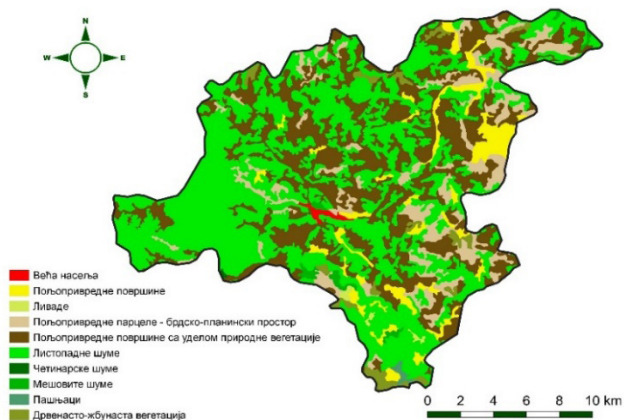 N
W E
S
Већа насеља
Пољопривредне површине
Ливаде
Пољопривредне парцеле - брдско-планински простор
Пољопривредне површине са уделом природне вегетације
Листопадне шуме
Четинарске шуме
Мешовите шуме
Пашњаци
Дрвенасто-жбунаста вегетација
0 2 4 6 8 10 km